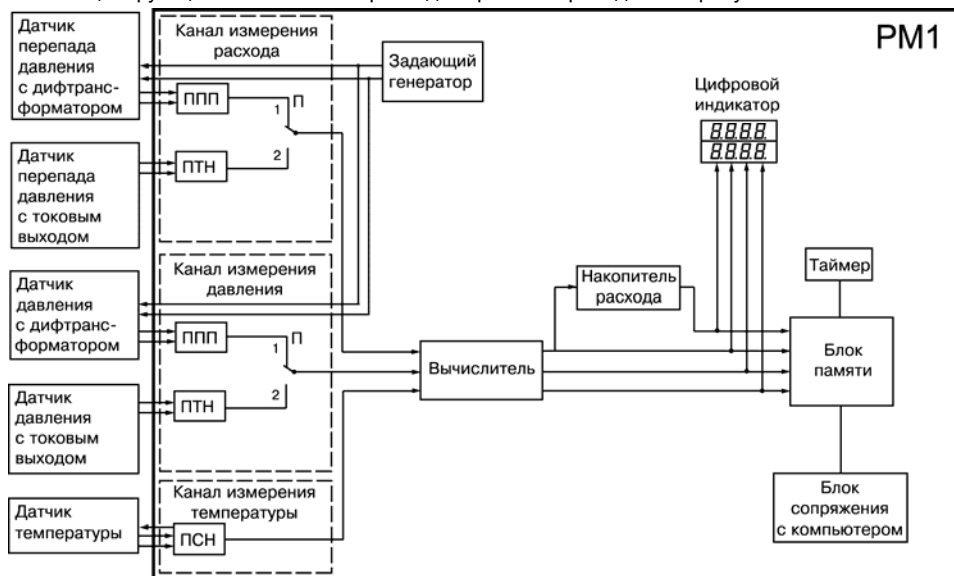 Датчик
перепада
давления
с дифтранс-
форматором
Датчик
перепада
давления
с токовым
выходом
Датчик
давления
с дифтранс-
форматором
Датчик
давления
с токовым
выходом
Датчик
температуры
Канал измерения
расхода
ППП
1
П
ПТН
2
Канал измерения
давления
ППП
1
П
ПТН
2
Канал измерения
температуры
ПСН
Задающий
генератор
РМ1
Цифровой
индикатор
8.8.8.8.
8.8.8.8.
Накопитель
расхода
Вычислитель
Таймер
Блок
памяти
Блок
сопряжения
с компьютером